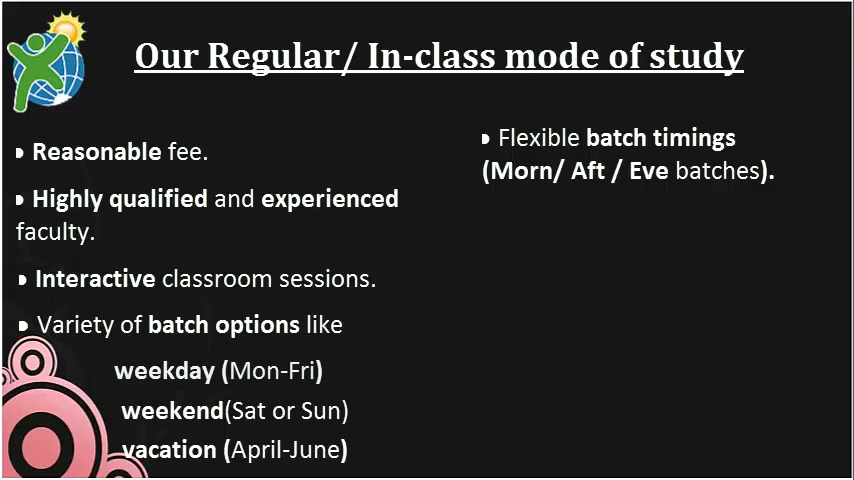 Our Regular/ In-class mode of study
Reasonable fee.
Highly qualified and experienced
faculty.
Interactive classroom sessions.
Variety of batch options like
weekday (Mon-Fri)
weekend(Sat or Sun)
vacation (April-June)
Flexible batch timings
(Morn/ Aft / Eve batches).